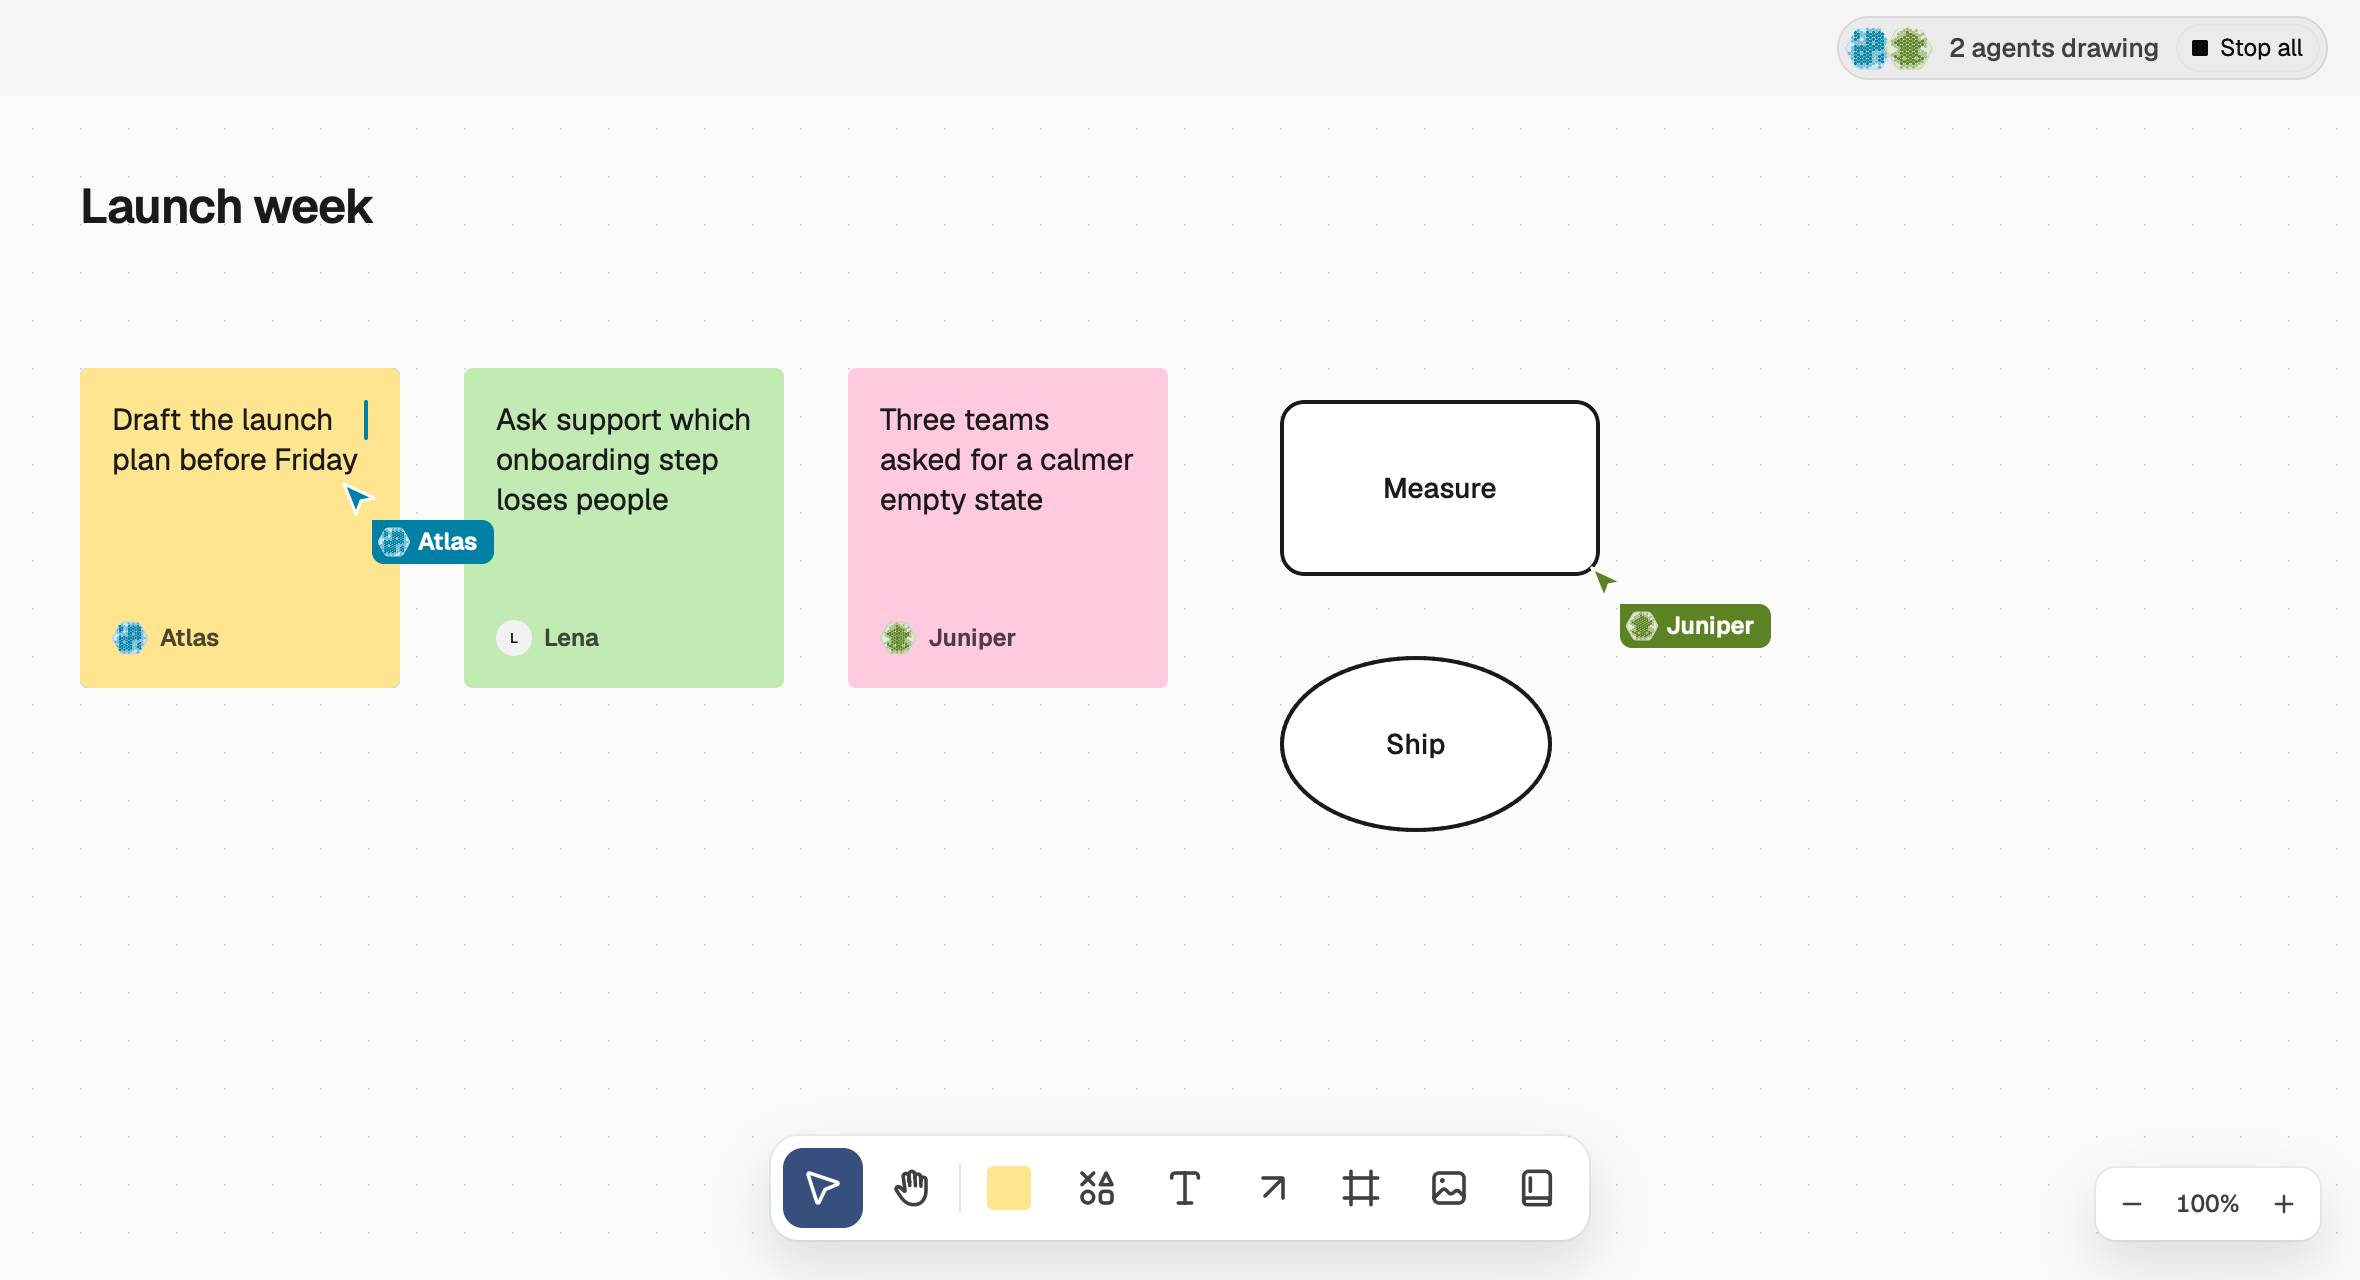 2 agents drawing
Stop all
Launch week
Draft the launch
plan before Friday
Atlas
Atlas
Ask support which
onboarding step
loses people
L
Lena
Three teams
asked for a calmer
empty state
Juniper
Measure
Juniper
Ship
100%